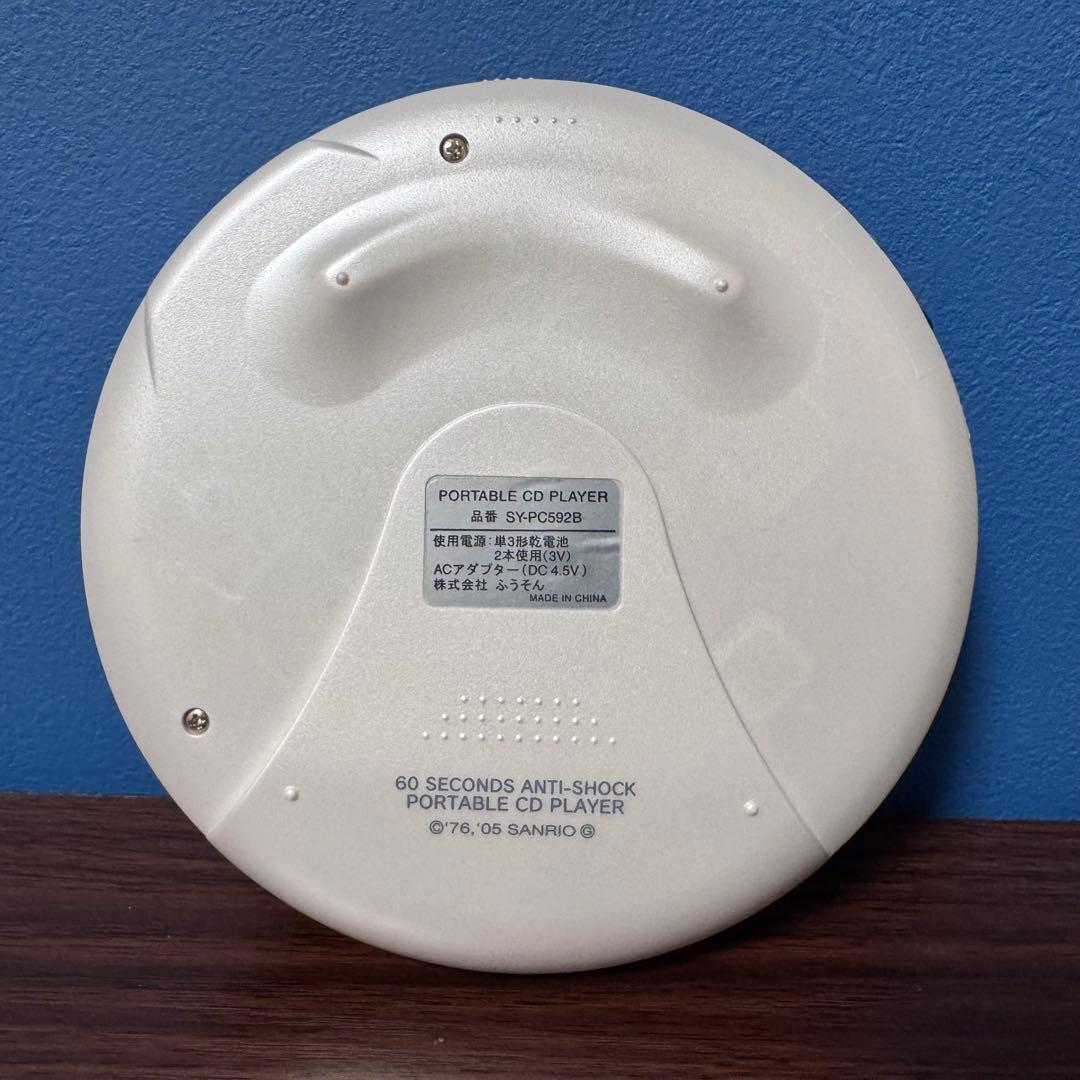 PORTABLE CD PLAYER
品番 SY-PC592B
使用電源:単3形乾電池
2本使用(3V)
ACアダプター(DC 4.5V)
株式会社 ふうそん
MADE IN CHINA
60 SECONDS ANTI-SHOCK
PORTABLE CD PLAYER
©'76,'05 SANRIO Ⓖ